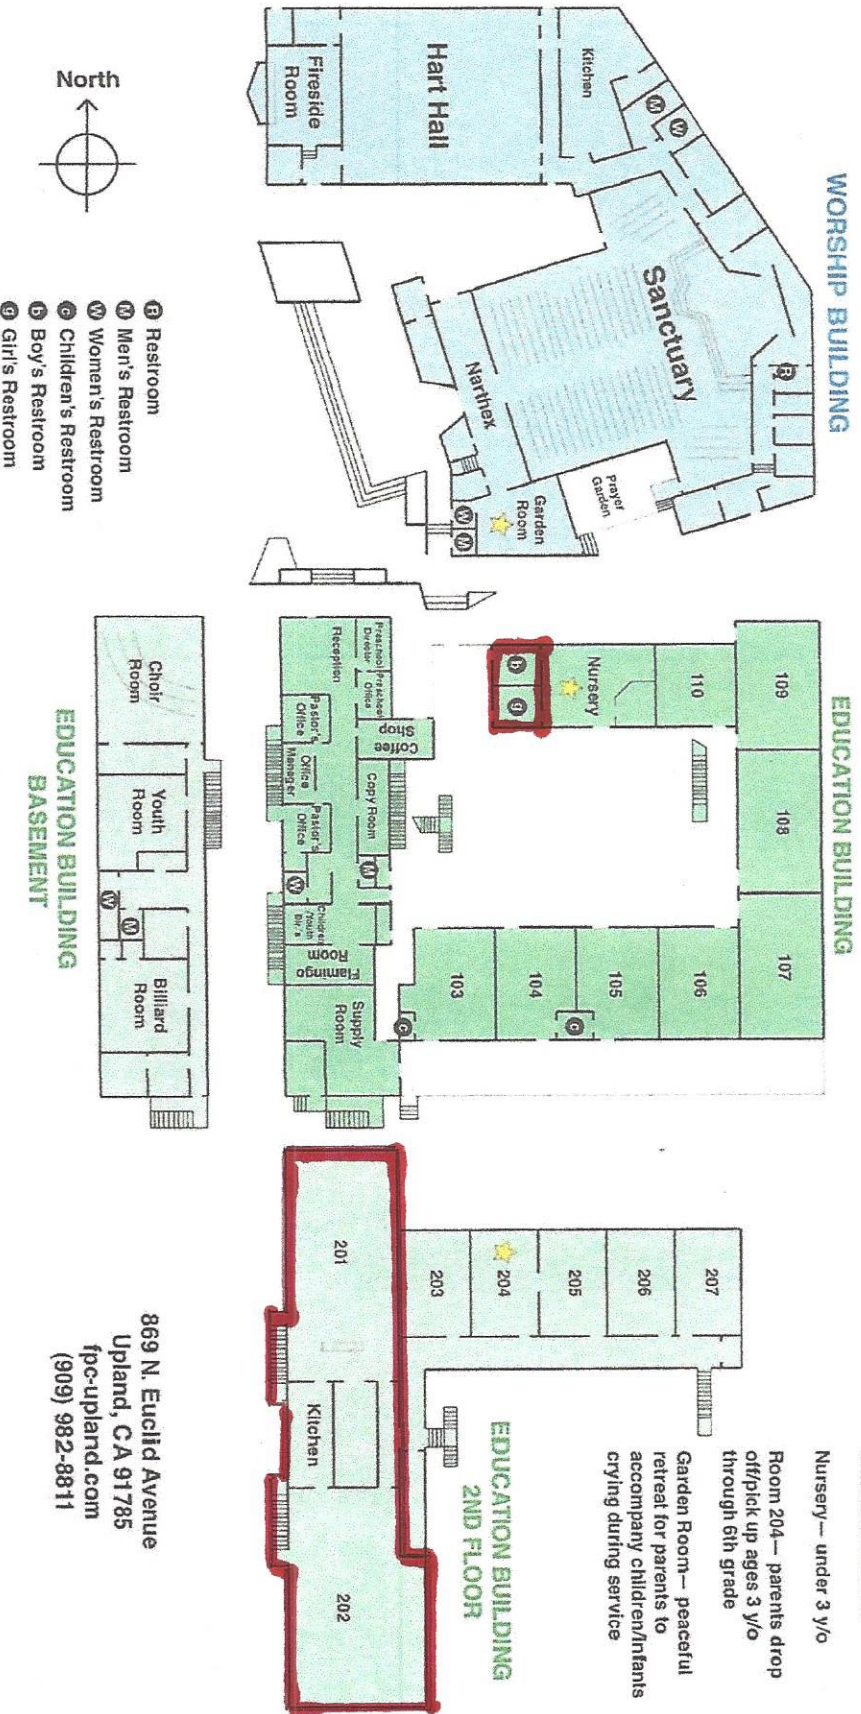 WORSHIP BUILDING
Kitchen
M
W
Hart Hall
Fireside
Room
Sanctuary
R
Narthex
Prayer
Garden
Garden
Room
W
M
North
R Restroom
M Men's Restroom
W Women's Restroom
c Children's Restroom
b Boy's Restroom
g Girl's Restroom
EDUCATION BUILDING
109
108
107
110
Nursery
b
g
106
105
104
103
c
c
Preschool
Director
Preschool
Office
Reception
Coffee
Shop
Pastor's
Office
Office
Manager
Copy Room
Pastor's
Office
M
W
Children
/Youth
Dir.'s
Flamingo
Room
Supply
Room
Choir
Room
Youth
Room
W
M
Billiard
Room
EDUCATION BUILDING
BASEMENT
Nursery— under 3 y/o
Room 204— parents drop
off/pick up ages 3 y/o
through 6th grade
Garden Room— peaceful
retreat for parents to
accompany children/infants
crying during service
207
206
205
204
203
EDUCATION BUILDING
2ND FLOOR
201
Kitchen
202
869 N. Euclid Avenue
Upland, CA 91785
fpc-upland.com
(909) 982-8811